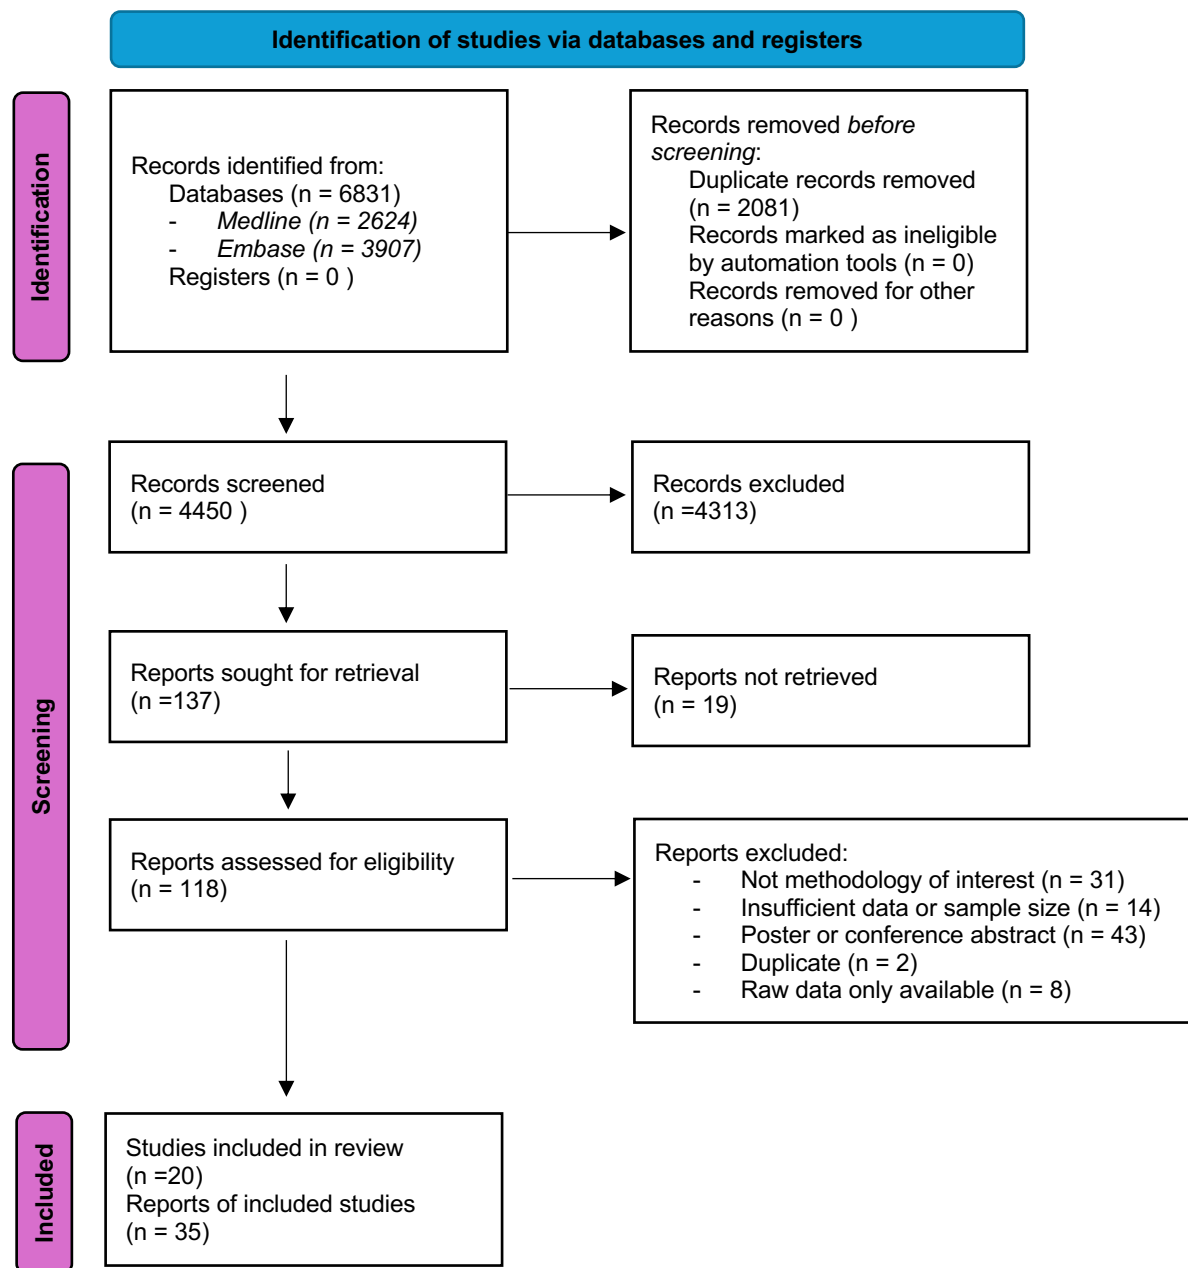 Identification of studies via databases and registers
Identification
Records identified from:
Databases (n = 6831)
- Medline (n = 2624)
- Embase (n = 3907)
Registers (n = 0 )
Records removed before
screening:
Duplicate records removed
(n = 2081)
Records marked as ineligible
by automation tools (n = 0)
Records removed for other
reasons (n = 0 )
Screening
Records screened
(n = 4450 )
Records excluded
(n =4313)
Reports sought for retrieval
(n =137)
Reports not retrieved
(n = 19)
Reports assessed for eligibility
(n = 118)
Reports excluded:
- Not methodology of interest (n = 31)
- Insufficient data or sample size (n = 14)
- Poster or conference abstract (n = 43)
- Duplicate (n = 2)
- Raw data only available (n = 8)
Included
Studies included in review
(n =20)
Reports of included studies
(n = 35)